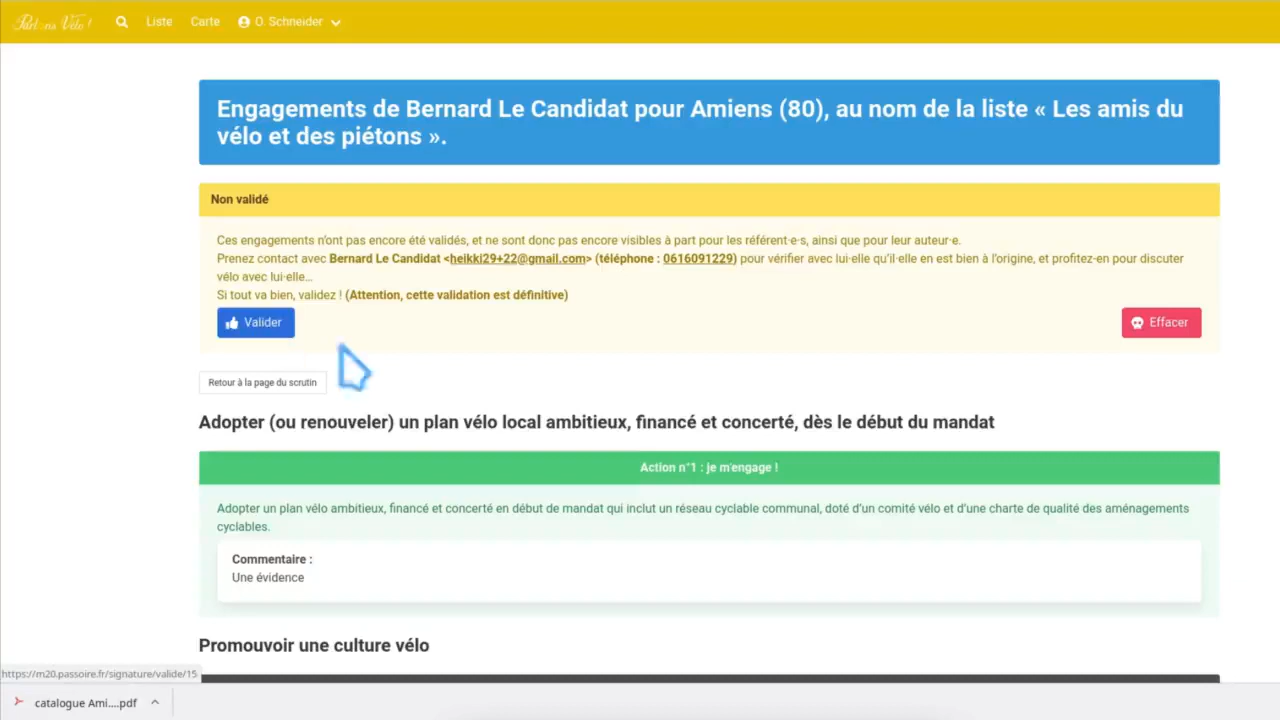 Parlons Vélo !
Liste
Carte
O. Schneider
Engagements de Bernard Le Candidat pour Amiens (80), au nom de la liste « Les amis du
vélo et des piétons ».
Non validé
Ces engagements n'ont pas encore été validés, et ne sont donc pas encore visibles à part pour les référent·e·s, ainsi que pour leur auteur·e.
Prenez contact avec Bernard Le Candidat <heikki29+22@gmail.com> (téléphone : 0616091229) pour vérifier avec lui·elle qu'il·elle en est bien à l'origine, et profitez-en pour discuter
vélo avec lui·elle…
Si tout va bien, validez ! (Attention, cette validation est définitive)
Valider
Effacer
Retour à la page du scrutin
Adopter (ou renouveler) un plan vélo local ambitieux, financé et concerté, dès le début du mandat
Action n°1 : je m'engage !
Adopter un plan vélo ambitieux, financé et concerté en début de mandat qui inclut un réseau cyclable communal, doté d'un comité vélo et d'une charte de qualité des aménagements
cyclables.
Commentaire :
Une évidence
Promouvoir une culture vélo
https://m20.passoire.fr/signature/valide/15
catalogue Ami....pdf